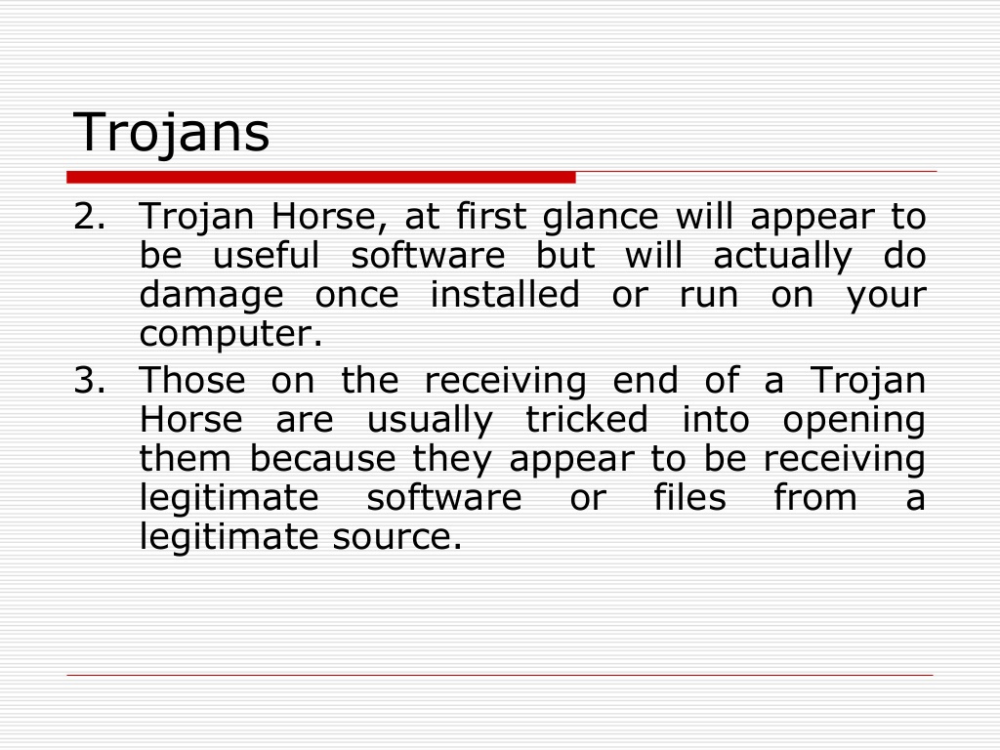 Trojans
2. Trojan Horse, at first glance will appear to
be useful software but will actually do
damage once installed or run on your
computer.
3. Those on the receiving end of a Trojan
Horse are usually tricked into opening
them because they appear to be receiving
legitimate software or files from a
legitimate source.